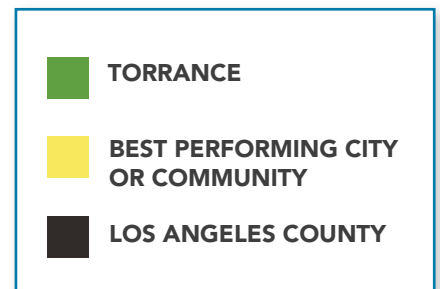 TORRANCE
BEST PERFORMING CITY
OR COMMUNITY
LOS ANGELES COUNTY